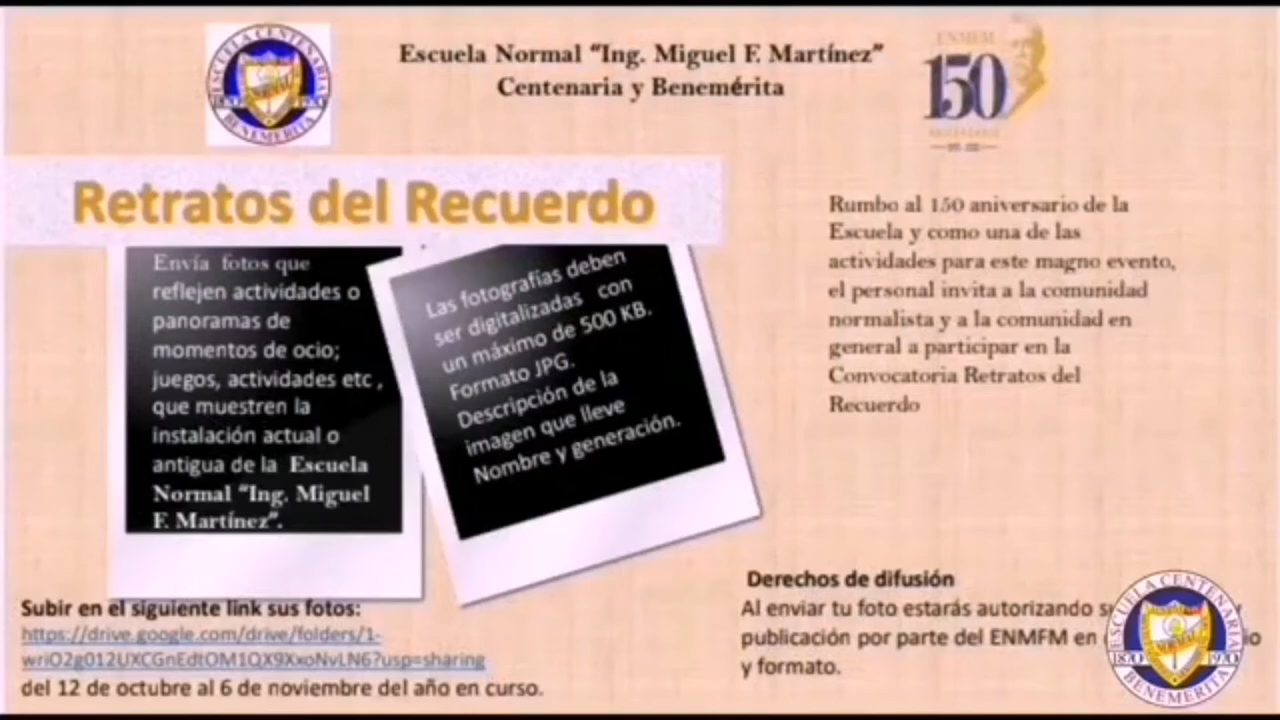 ESCUELA CENTENARIA
1870 1970
BENEMERITA
Escuela Normal “Ing. Miguel F. Martínez”
Centenaria y Benemérita
ENMFM
150
ANIVERSARIO
Retratos del Recuerdo
Envía fotos que
reflejen actividades o
panoramas de
momentos de ocio;
juegos, actividades etc ,
que muestren la
instalación actual o
antigua de la Escuela
Normal “Ing. Miguel
F. Martínez”.
Las fotografías deben
ser digitalizadas con
un máximo de 500 KB.
Formato JPG.
Descripción de la
imagen que lleve
Nombre y generación.
Rumbo al 150 aniversario de la
Escuela y como una de las
actividades para este magno evento,
el personal invita a la comunidad
normalista y a la comunidad en
general a participar en la
Convocatoria Retratos del
Recuerdo
Subir en el siguiente link sus fotos:
https://drive.google.com/drive/folders/1-
wriO2g012UXCGnEdtOM1QX9XxoNvLN6?usp=sharing
del 12 de octubre al 6 de noviembre del año en curso.
Derechos de difusión
Al enviar tu foto estarás autorizando
publicación por parte del ENMFM en
y formato.
ESCUELA CENTENARIA
1870 1970
BENEMERITA